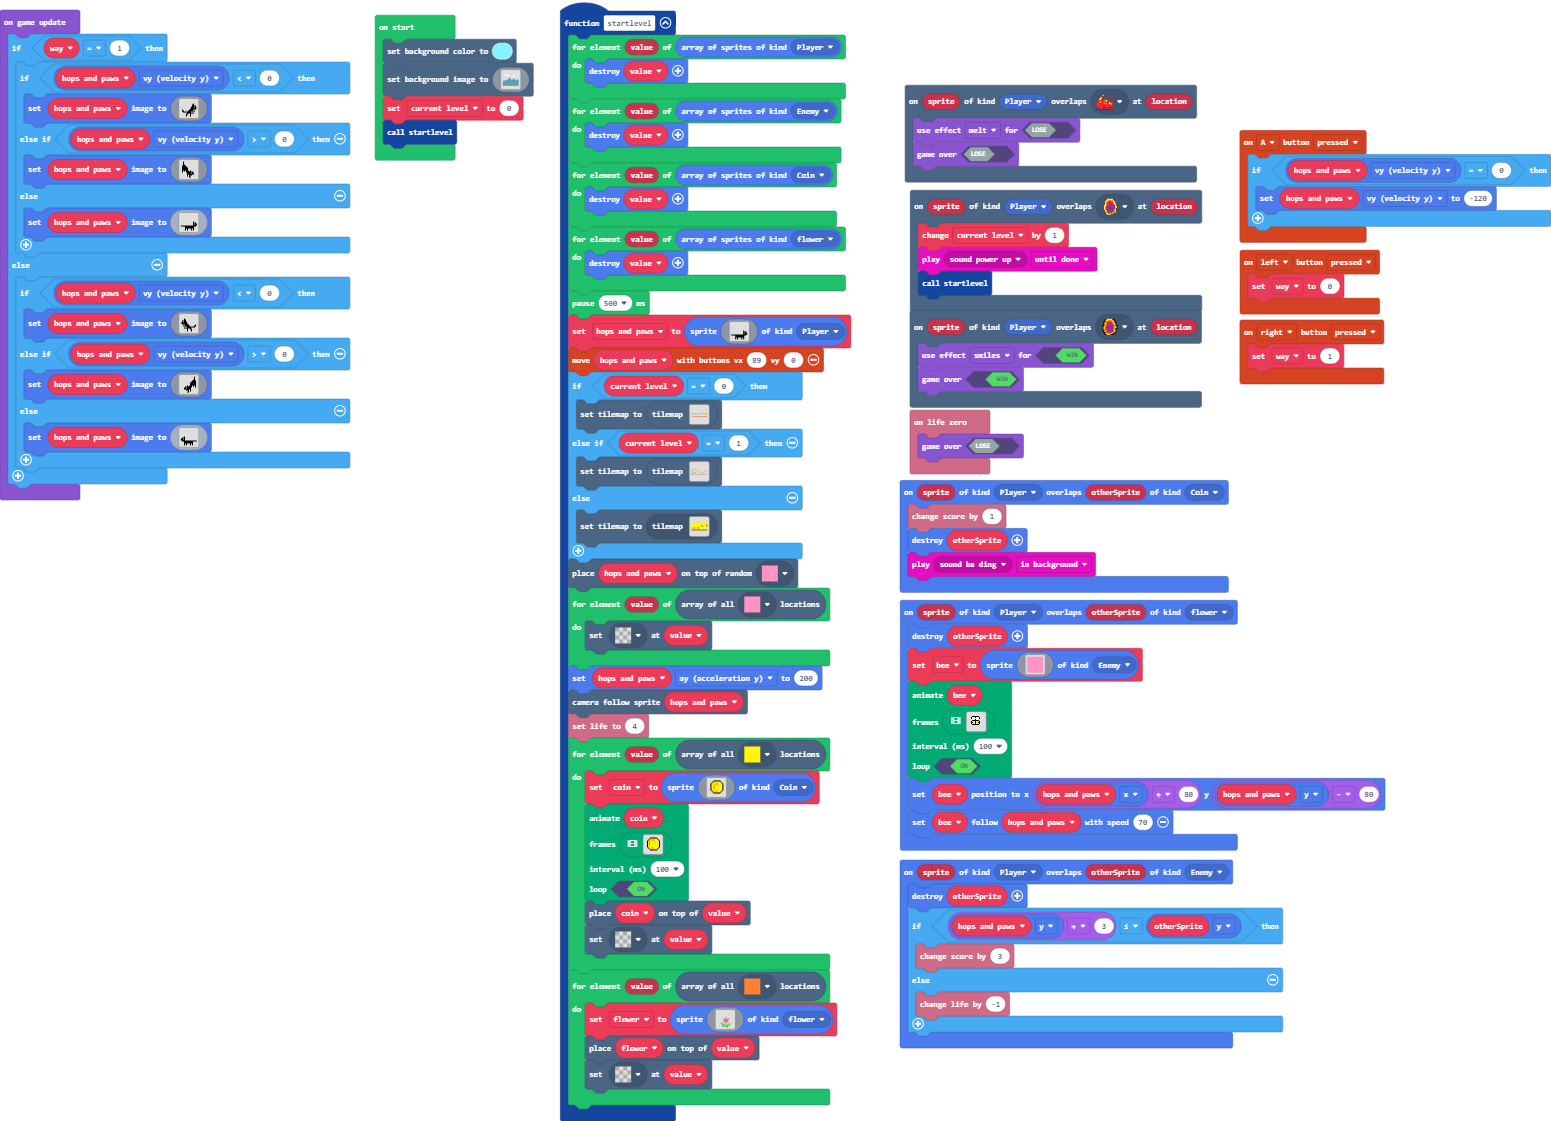 on game update
if way = 1 then
if hops and paws vy (velocity y) < 0 then
set hops and paws image to
else if hops and paws vy (velocity y) > 0 then
set hops and paws image to
else
set hops and paws image to
else
if hops and paws vy (velocity y) < 0 then
set hops and paws image to
else if hops and paws vy (velocity y) > 0 then
set hops and paws image to
else
set hops and paws image to
on start
set background color to
set background image to
set current level to 0
call startlevel
function startlevel
for element value of array of sprites of kind Player
do destroy value
for element value of array of sprites of kind Enemy
do destroy value
for element value of array of sprites of kind Coin
do destroy value
for element value of array of sprites of kind flower
do destroy value
pause 500 ms
set hops and paws to sprite of kind Player
move hops and paws with buttons vx 89 vy 0
if current level = 0 then
set tilemap to tilemap
else if current level = 1 then
set tilemap to tilemap
else
set tilemap to tilemap
place hops and paws on top of random
for element value of array of all locations
do set at value
set hops and paws ay (acceleration y) to 200
camera follow sprite hops and paws
set life to 4
for element value of array of all locations
do set coin to sprite of kind Coin
animate coin
frames
interval (ms) 100
loop ON
place coin on top of value
set at value
for element value of array of all locations
do set flower to sprite of kind flower
place flower on top of value
set at value
on sprite of kind Player overlaps at location
use effect melt for LOSE
game over LOSE
on sprite of kind Player overlaps at location
change current level by 1
play sound power up until done
call startlevel
on sprite of kind Player overlaps at location
use effect smiles for WIN
game over WIN
on life zero
game over LOSE
on sprite of kind Player overlaps otherSprite of kind Coin
change score by 1
destroy otherSprite
play sound ba ding in background
on sprite of kind Player overlaps otherSprite of kind flower
destroy otherSprite
set bee to sprite of kind Enemy
animate bee
frames
interval (ms) 100
loop ON
set bee position to x hops and paws x + 80 y hops and paws y - 80
set bee follow hops and paws with speed 70
on sprite of kind Player overlaps otherSprite of kind Enemy
destroy otherSprite
if hops and paws y + 3 ≤ otherSprite y then
change score by 3
else
change life by -1
on A button pressed
if hops and paws vy (velocity y) = 0 then
set hops and paws vy (velocity y) to -120
on left button pressed
set way to 0
on right button pressed
set way to 1